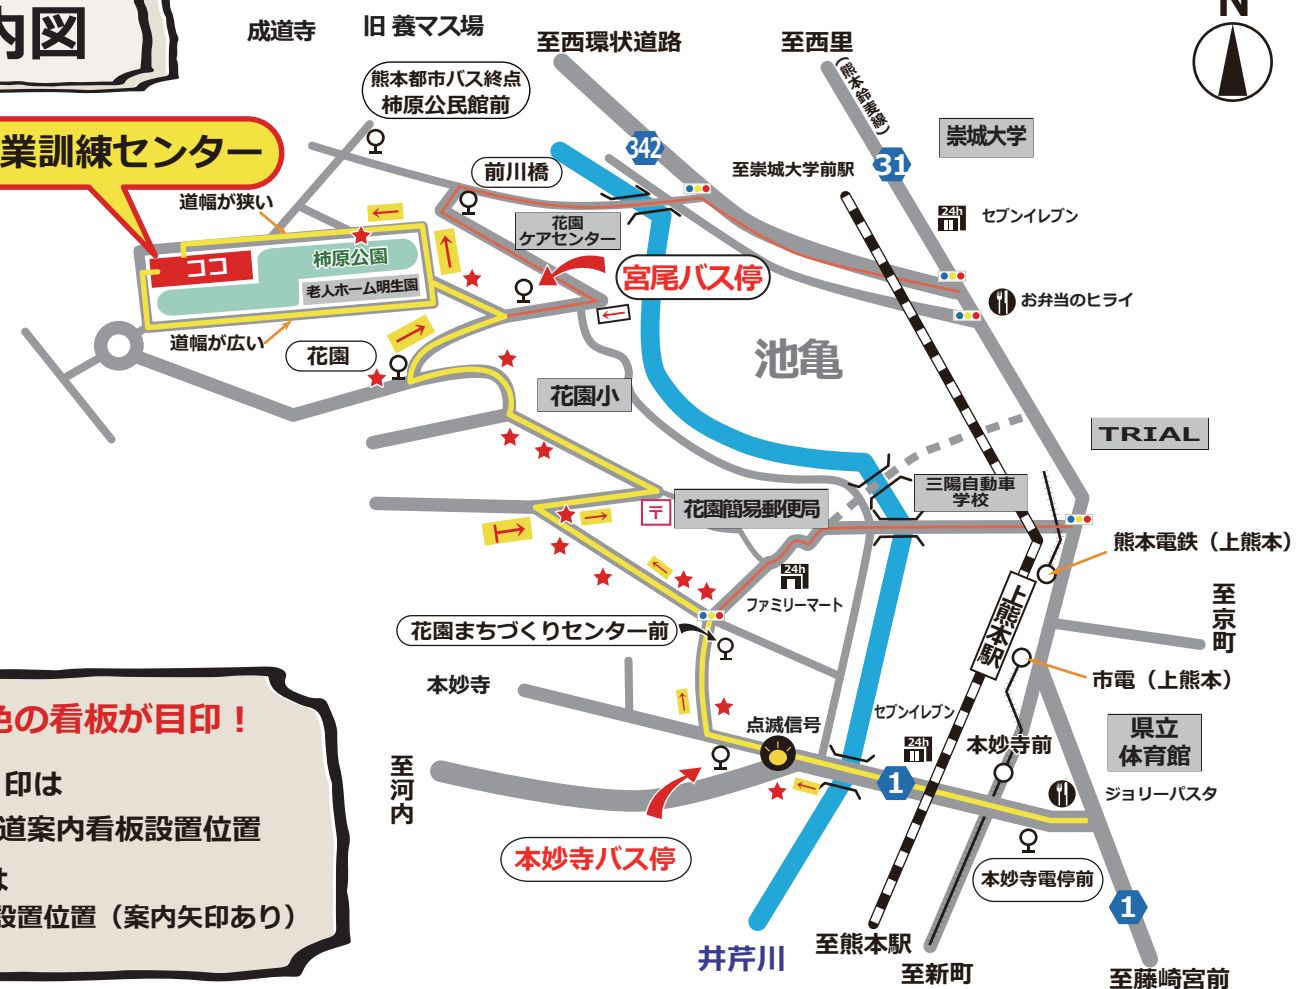 内図
成道寺
旧 養マス場
至西環状道路
至西里
(熊本鈴麦線)
N
熊本都市バス終点
柿原公民館前
業訓練センター
342
31
崇城大学
前川橋
至崇城大学前駅
道幅が狭い
24h
セブンイレブン
花園
ケアセンター
柿原公園
ココ
老人ホーム明生園
宮尾バス停
お弁当のヒライ
道幅が広い
花園
池亀
花園小
TRIAL
三陽自動車
学校
〒
花園簡易郵便局
熊本電鉄（上熊本）
24h
ファミリーマート
上熊本駅
至京町
花園まちづくりセンター前
本妙寺
市電（上熊本）
点滅信号
セブンイレブン
24h
本妙寺前
県立
体育館
至河内
1
ジョリーパスタ
本妙寺バス停
本妙寺電停前
1
井芹川
至熊本駅
至新町
至藤崎宮前
色の看板が目印！
印は
道案内看板設置位置
は
設置位置（案内矢印あり）